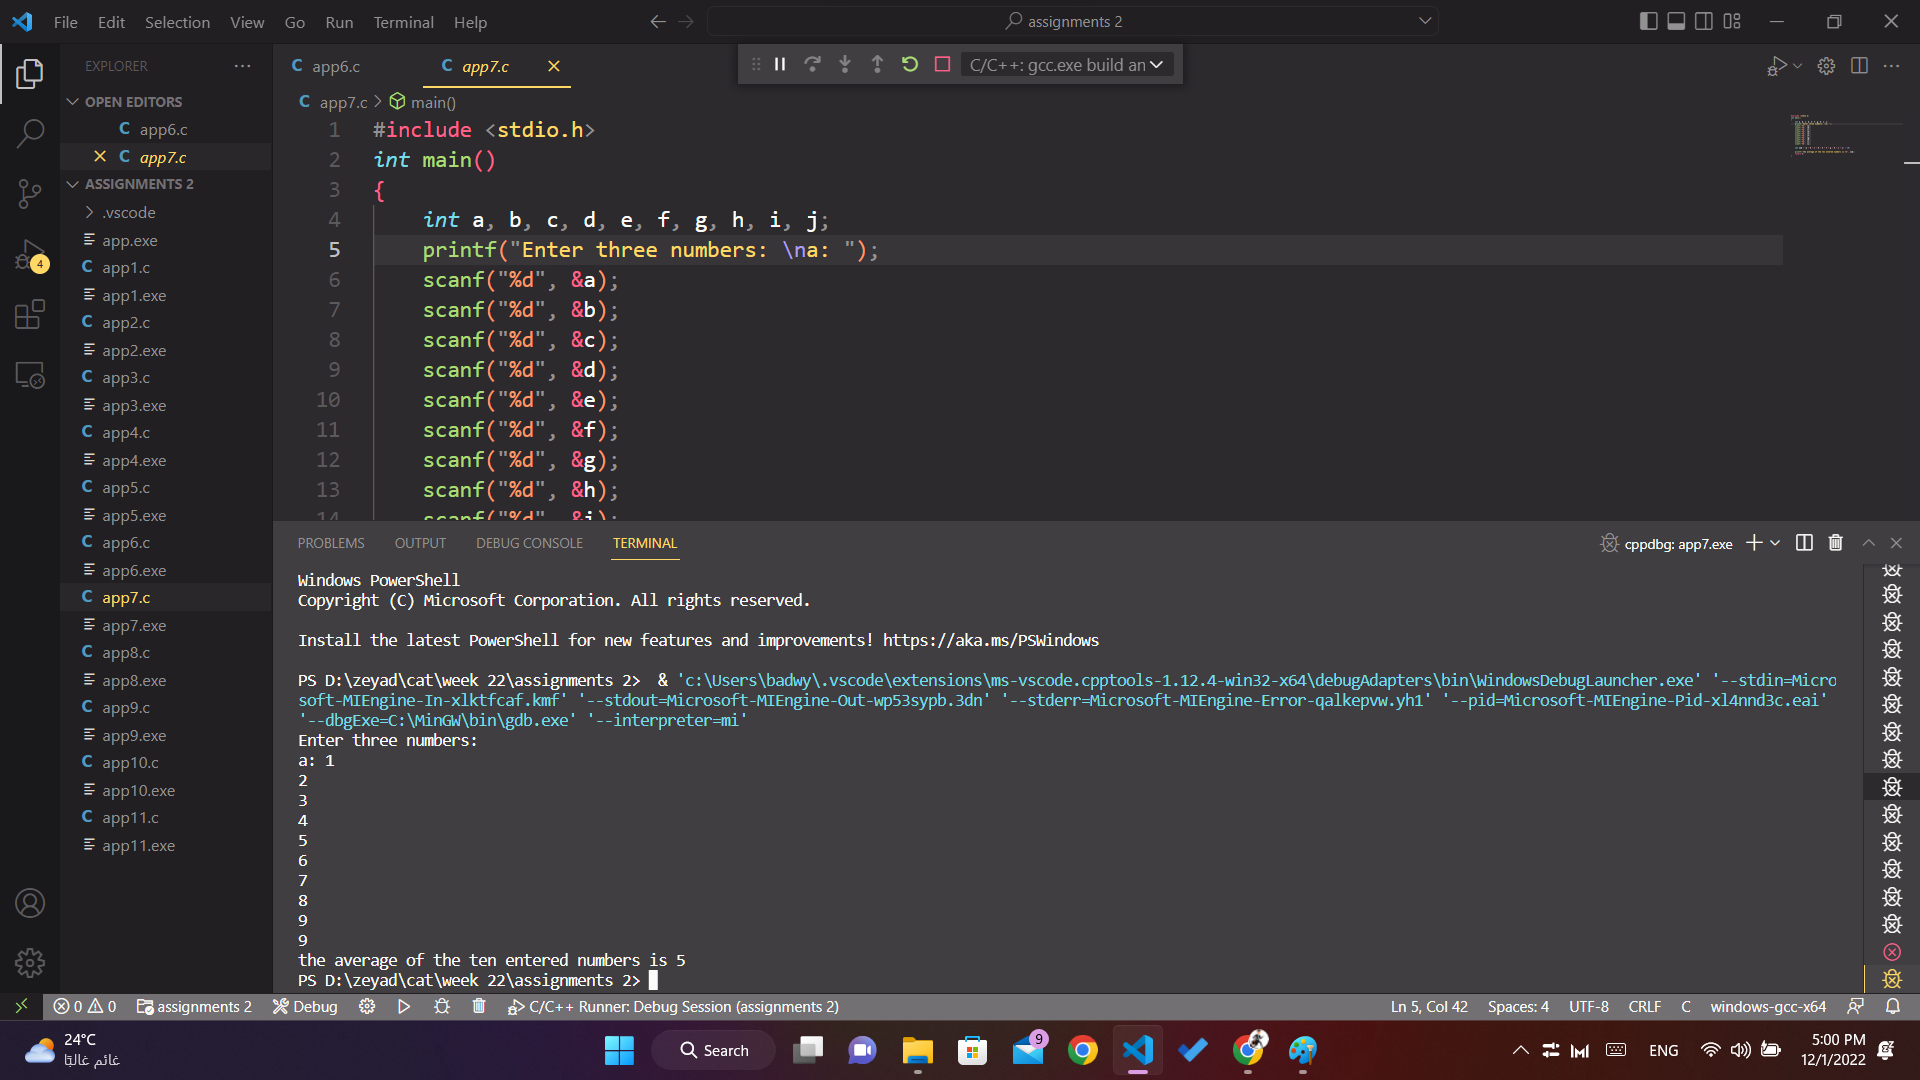 File Edit Selection View Go Run Terminal Help
assignments 2
EXPLORER
OPEN EDITORS
app6.c
app7.c
ASSIGNMENTS 2
.vscode
app.exe
app1.c
app1.exe
app2.c
app2.exe
app3.c
app3.exe
app4.c
app4.exe
app5.c
app5.exe
app6.c
app6.exe
app7.c
app7.exe
app8.c
app8.exe
app9.c
app9.exe
app10.c
app10.exe
app11.c
app11.exe
4
app6.c
app7.c
C/C++: gcc.exe build an
app7.c > main()
1 #include <stdio.h>
2 int main()
3 {
4 int a, b, c, d, e, f, g, h, i, j;
5 printf("Enter three numbers: \na: ");
6 scanf("%d", &a);
7 scanf("%d", &b);
8 scanf("%d", &c);
9 scanf("%d", &d);
10 scanf("%d", &e);
11 scanf("%d", &f);
12 scanf("%d", &g);
13 scanf("%d", &h);
14 scanf("%d", &i);
PROBLEMS OUTPUT DEBUG CONSOLE TERMINAL
cppdbg: app7.exe
Windows PowerShell
Copyright (C) Microsoft Corporation. All rights reserved.
Install the latest PowerShell for new features and improvements! https://aka.ms/PSWindows
PS D:\zeyad\cat\week 22\assignments 2>  & 'c:\Users\badwy\.vscode\extensions\ms-vscode.cpptools-1.12.4-win32-x64\debugAdapters\bin\WindowsDebugLauncher.exe' '--stdin=Micro
soft-MIEngine-In-xlktfcaf.kmf' '--stdout=Microsoft-MIEngine-Out-wp53sypb.3dn' '--stderr=Microsoft-MIEngine-Error-qalkepvw.yh1' '--pid=Microsoft-MIEngine-Pid-xl4nnd3c.eai'
'--dbgExe=C:\MinGW\bin\gdb.exe' '--interpreter=mi'
Enter three numbers:
a: 1
2
3
4
5
6
7
8
9
9
the average of the ten entered numbers is 5
PS D:\zeyad\cat\week 22\assignments 2>
0 0 assignments 2 Debug C/C++ Runner: Debug Session (assignments 2)
Ln 5, Col 42 Spaces: 4 UTF-8 CRLF C windows-gcc-x64
24°C
غائم غالبًا
Search
9
ENG
5:00 PM
12/1/2022